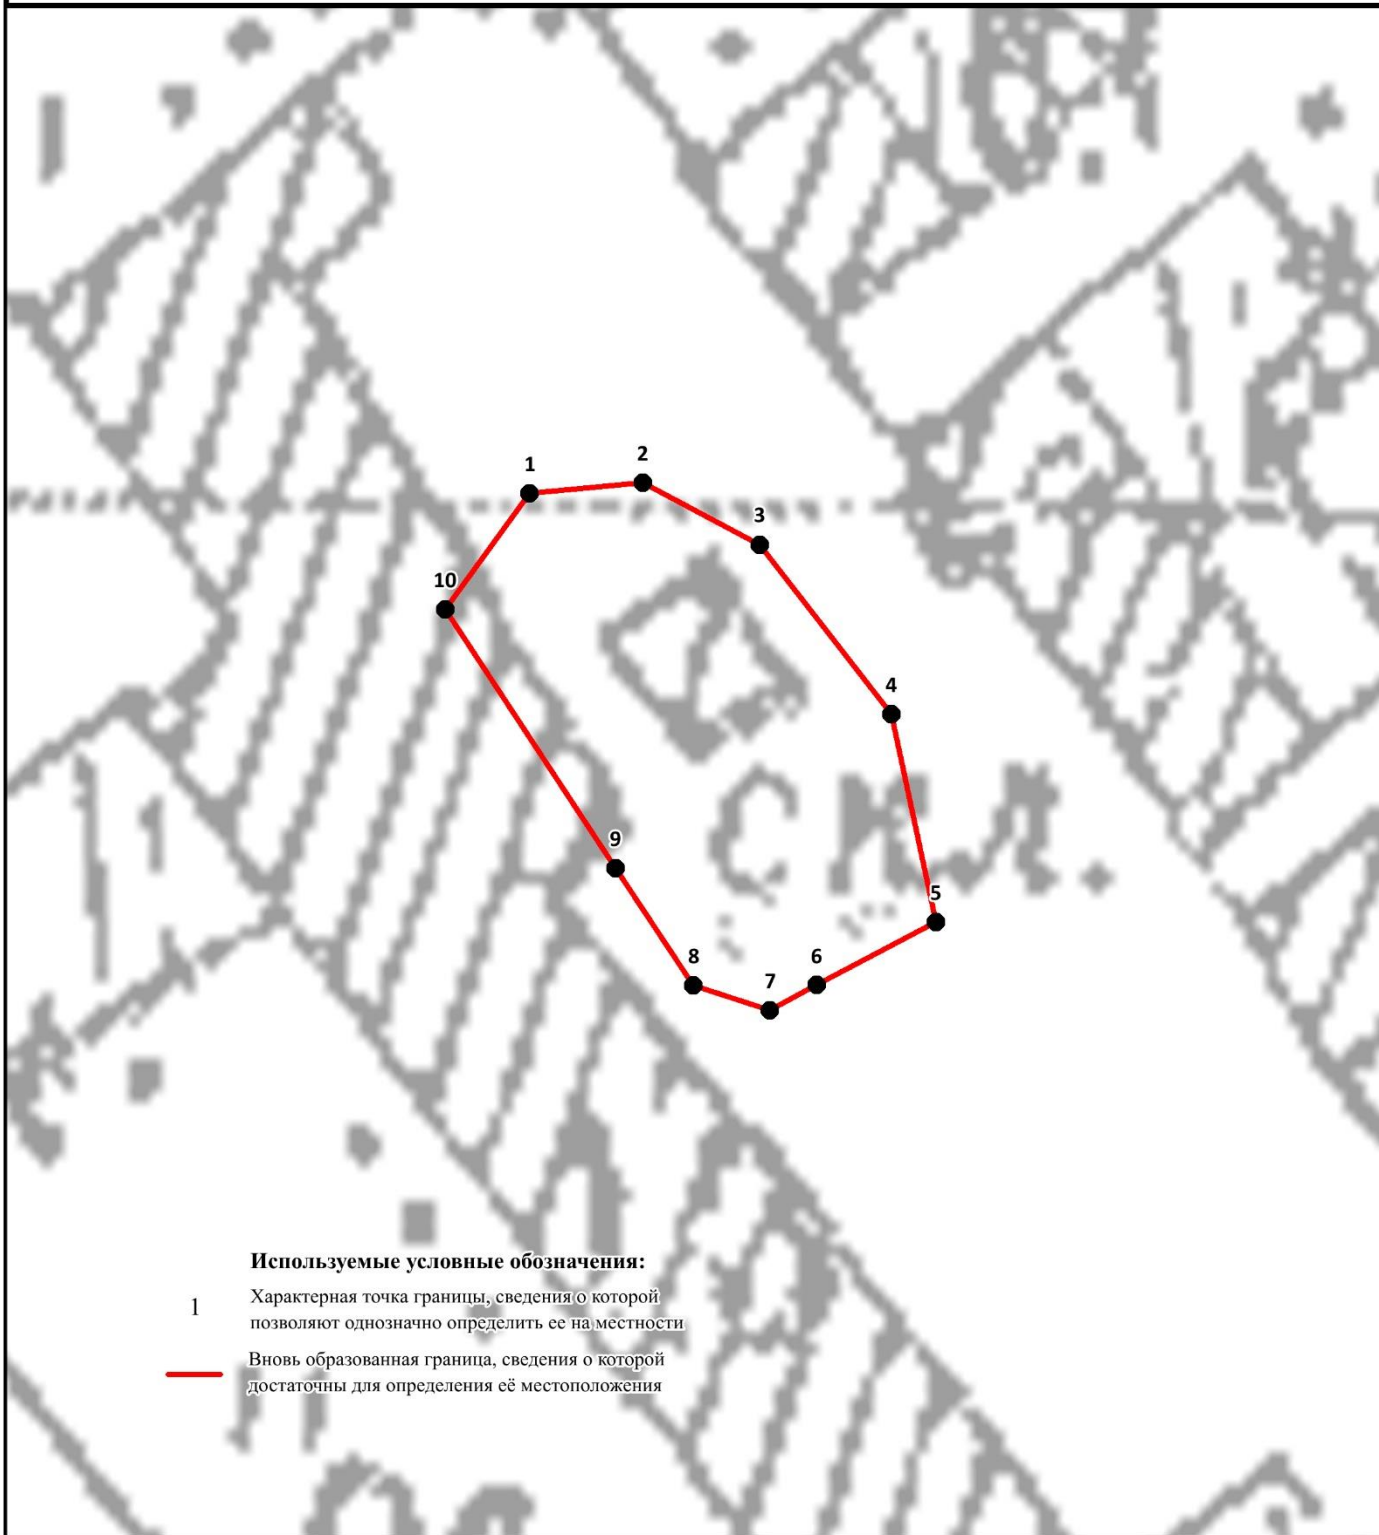 1
2
3
10
4
9
5
8
6
7
Используемые условные обозначения:
1
Характерная точка границы, сведения о которой
позволяют однозначно определить ее на местности
Вновь образованная граница, сведения о которой
достаточны для определения её местоположения